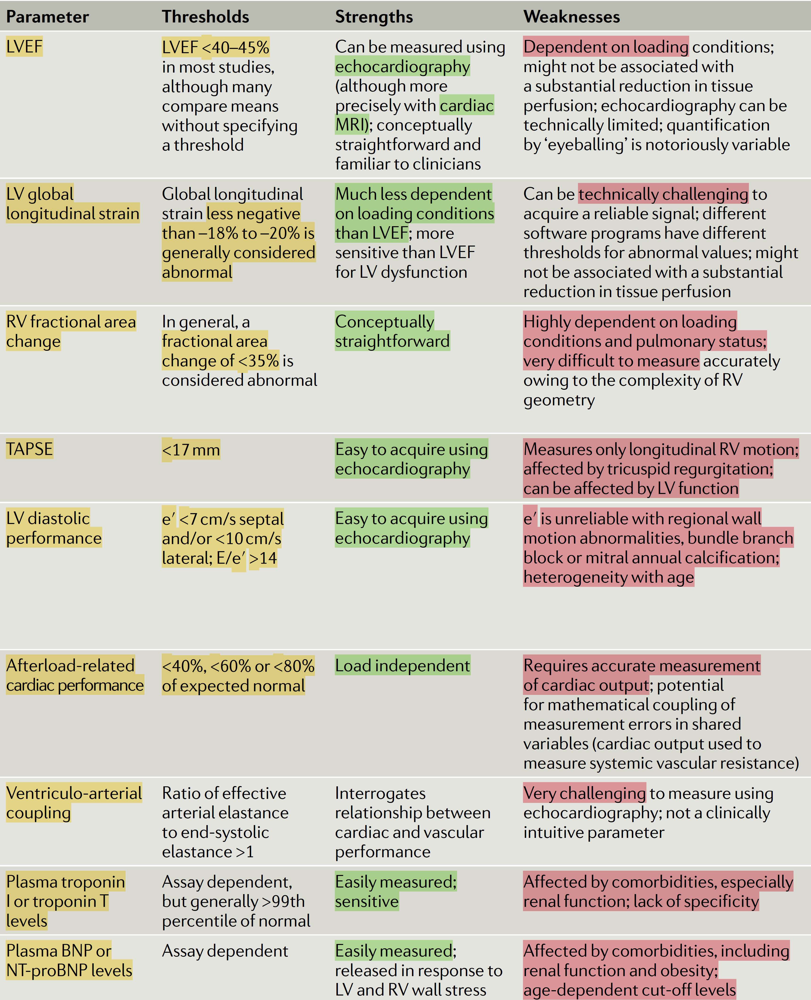 Parameter Thresholds Strengths Weaknesses
LVEF
LVEF <40–45%
in most studies,
although many
compare means
without specifying
a threshold
Can be measured using
echocardiography
(although more
precisely with cardiac
MRI); conceptually
straightforward and
familiar to clinicians
Dependent on loading conditions;
might not be associated with
a substantial reduction in tissue
perfusion; echocardiography can be
technically limited; quantification
by ‘eyeballing’ is notoriously variable
LV global
longitudinal strain
Global longitudinal
strain less negative
than –18% to –20% is
generally considered
abnormal
Much less dependent
on loading conditions
than LVEF; more
sensitive than LVEF
for LV dysfunction
Can be technically challenging to
acquire a reliable signal; different
software programs have different
thresholds for abnormal values; might
not be associated with a substantial
reduction in tissue perfusion
RV fractional area
change
In general, a
fractional area
change of <35% is
considered abnormal
Conceptually
straightforward
Highly dependent on loading
conditions and pulmonary status;
very difficult to measure accurately
owing to the complexity of RV
geometry
TAPSE
<17 mm
Easy to acquire using
echocardiography
Measures only longitudinal RV motion;
affected by tricuspid regurgitation;
can be affected by LV function
LV diastolic
performance
e′ <7 cm/s septal
and/or <10 cm/s
lateral; E/e′ >14
Easy to acquire using
echocardiography
e′ is unreliable with regional wall
motion abnormalities, bundle branch
block or mitral annual calcification;
heterogeneity with age
Afterload-related
cardiac performance
<40%, <60% or <80%
of expected normal
Load independent
Requires accurate measurement
of cardiac output; potential
for mathematical coupling of
measurement errors in shared
variables (cardiac output used to
measure systemic vascular resistance)
Ventriculo-arterial
coupling
Ratio of effective
arterial elastance
to end-systolic
elastance >1
Interrogates
relationship between
cardiac and vascular
performance
Very challenging to measure using
echocardiography; not a clinically
intuitive parameter
Plasma troponin
I or troponin T
levels
Assay dependent,
but generally >99th
percentile of normal
Easily measured;
sensitive
Affected by comorbidities, especially
renal function; lack of specificity
Plasma BNP or
NT-proBNP levels
Assay dependent
Easily measured;
released in response to
LV and RV wall stress
Affected by comorbidities, including
renal function and obesity;
age-dependent cut-off levels